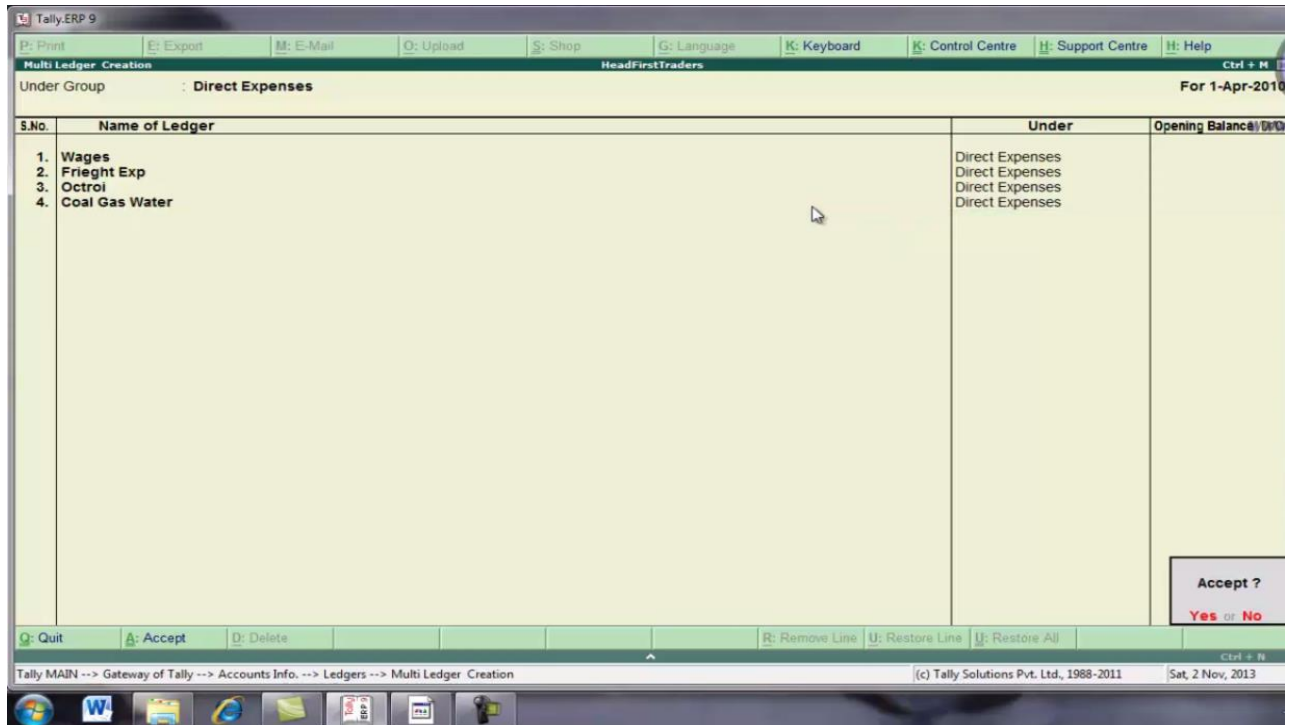 Tally.ERP 9
P: Print E: Export M: E-Mail O: Upload S: Shop G: Language K: Keyboard K: Control Centre H: Support Centre H: Help
Multi Ledger Creation HeadFirstTraders Ctrl + M
Under Group : Direct Expenses For 1-Apr-2010
S.No. Name of Ledger Under Opening Balance
1. Wages Direct Expenses
2. Frieght Exp Direct Expenses
3. Octroi Direct Expenses
4. Coal Gas Water Direct Expenses
Accept ?
Yes or No
Q: Quit A: Accept D: Delete R: Remove Line U: Restore Line U: Restore All
Ctrl + N
Tally MAIN --> Gateway of Tally --> Accounts Info. --> Ledgers --> Multi Ledger Creation (c) Tally Solutions Pvt. Ltd., 1988-2011 Sat, 2 Nov, 2013